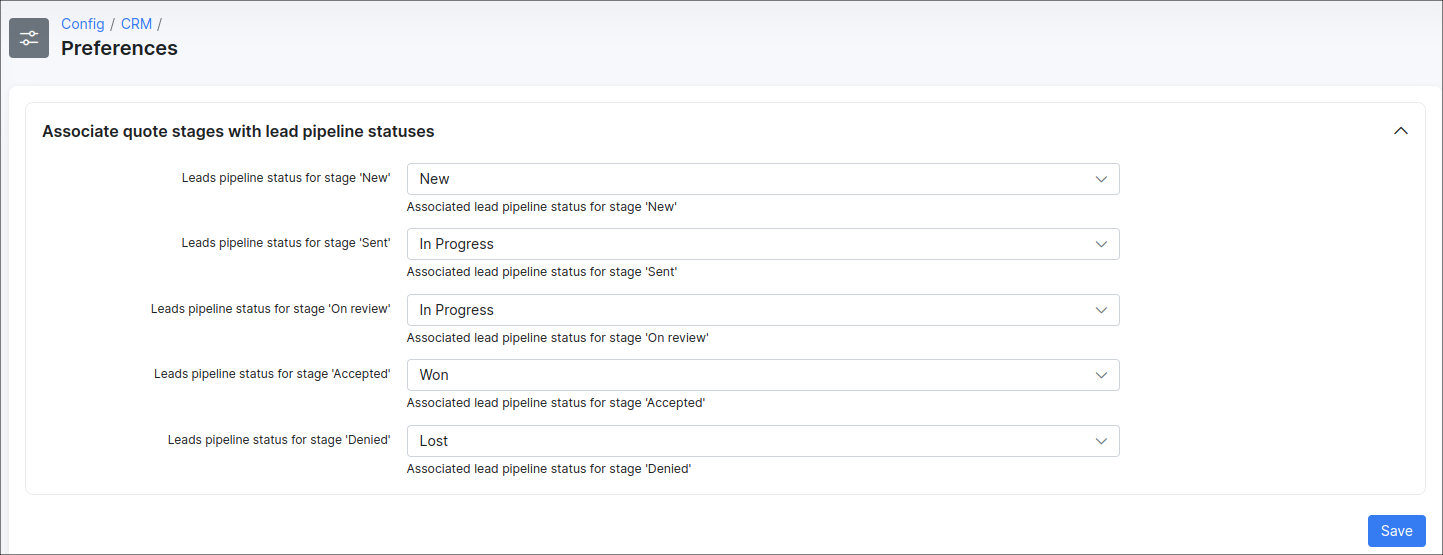 Config / CRM /
Preferences
Associate quote stages with lead pipeline statuses
Leads pipeline status for stage 'New'
New
Associated lead pipeline status for stage 'New'
Leads pipeline status for stage 'Sent'
In Progress
Associated lead pipeline status for stage 'Sent'
Leads pipeline status for stage 'On review'
In Progress
Associated lead pipeline status for stage 'On review'
Leads pipeline status for stage 'Accepted'
Won
Associated lead pipeline status for stage 'Accepted'
Leads pipeline status for stage 'Denied'
Lost
Associated lead pipeline status for stage 'Denied'
Save